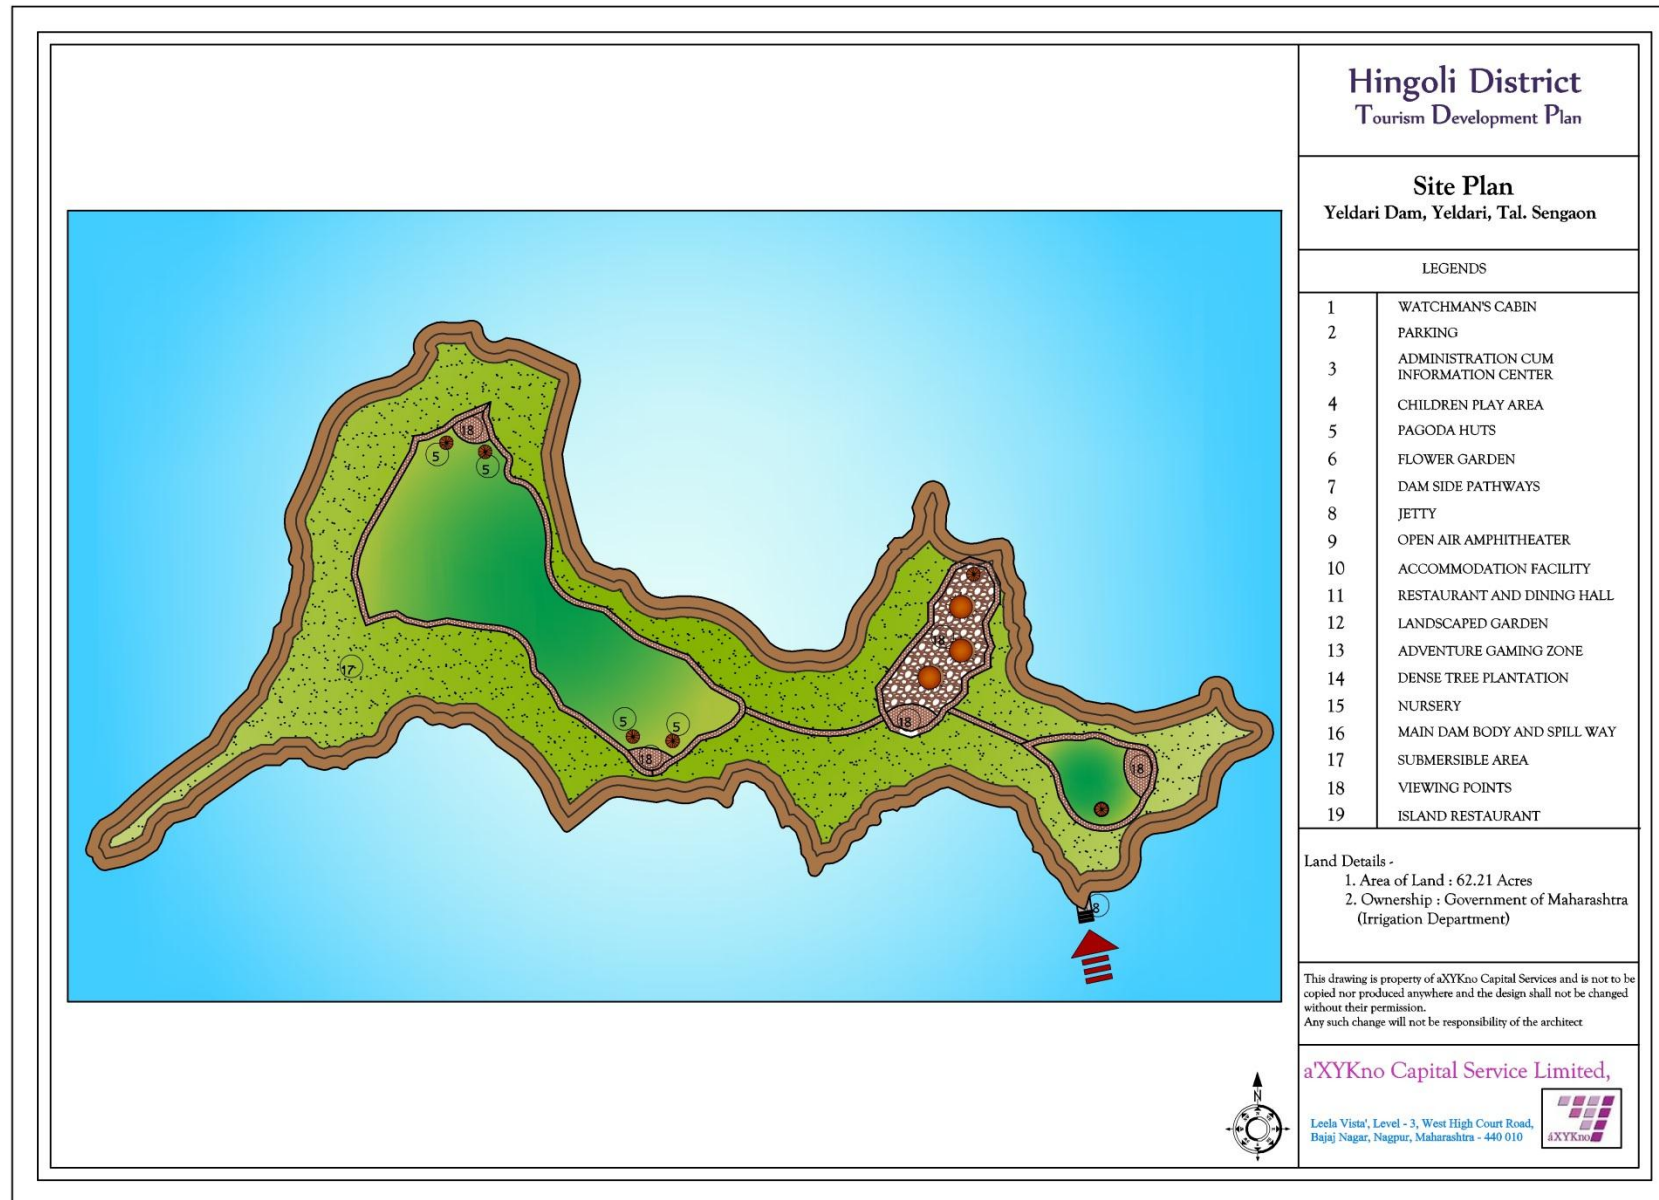 Hingoli District
Tourism Development Plan
Site Plan
Yeldari Dam, Yeldari, Tal. Sengaon
LEGENDS
1 WATCHMAN'S CABIN
2 PARKING
3 ADMINISTRATION CUM
INFORMATION CENTER
4 CHILDREN PLAY AREA
5 PAGODA HUTS
6 FLOWER GARDEN
7 DAM SIDE PATHWAYS
8 JETTY
9 OPEN AIR AMPHITHEATER
10 ACCOMMODATION FACILITY
11 RESTAURANT AND DINING HALL
12 LANDSCAPED GARDEN
13 ADVENTURE GAMING ZONE
14 DENSE TREE PLANTATION
15 NURSERY
16 MAIN DAM BODY AND SPILL WAY
17 SUBMERSIBLE AREA
18 VIEWING POINTS
19 ISLAND RESTAURANT
Land Details -
1. Area of Land : 62.21 Acres
2. Ownership : Government of Maharashtra
(Irrigation Department)
This drawing is property of aXYKno Capital Services and is not to be
copied nor produced anywhere and the design shall not be changed
without their permission.
Any such change will not be responsibility of the architect
a'XYKno Capital Service Limited,
Leela Vista', Level - 3, West High Court Road,
Bajaj Nagar, Nagpur, Maharashtra - 440 010
áXYKno
18
5
5
17
5
5
18
18
18
18
8
N